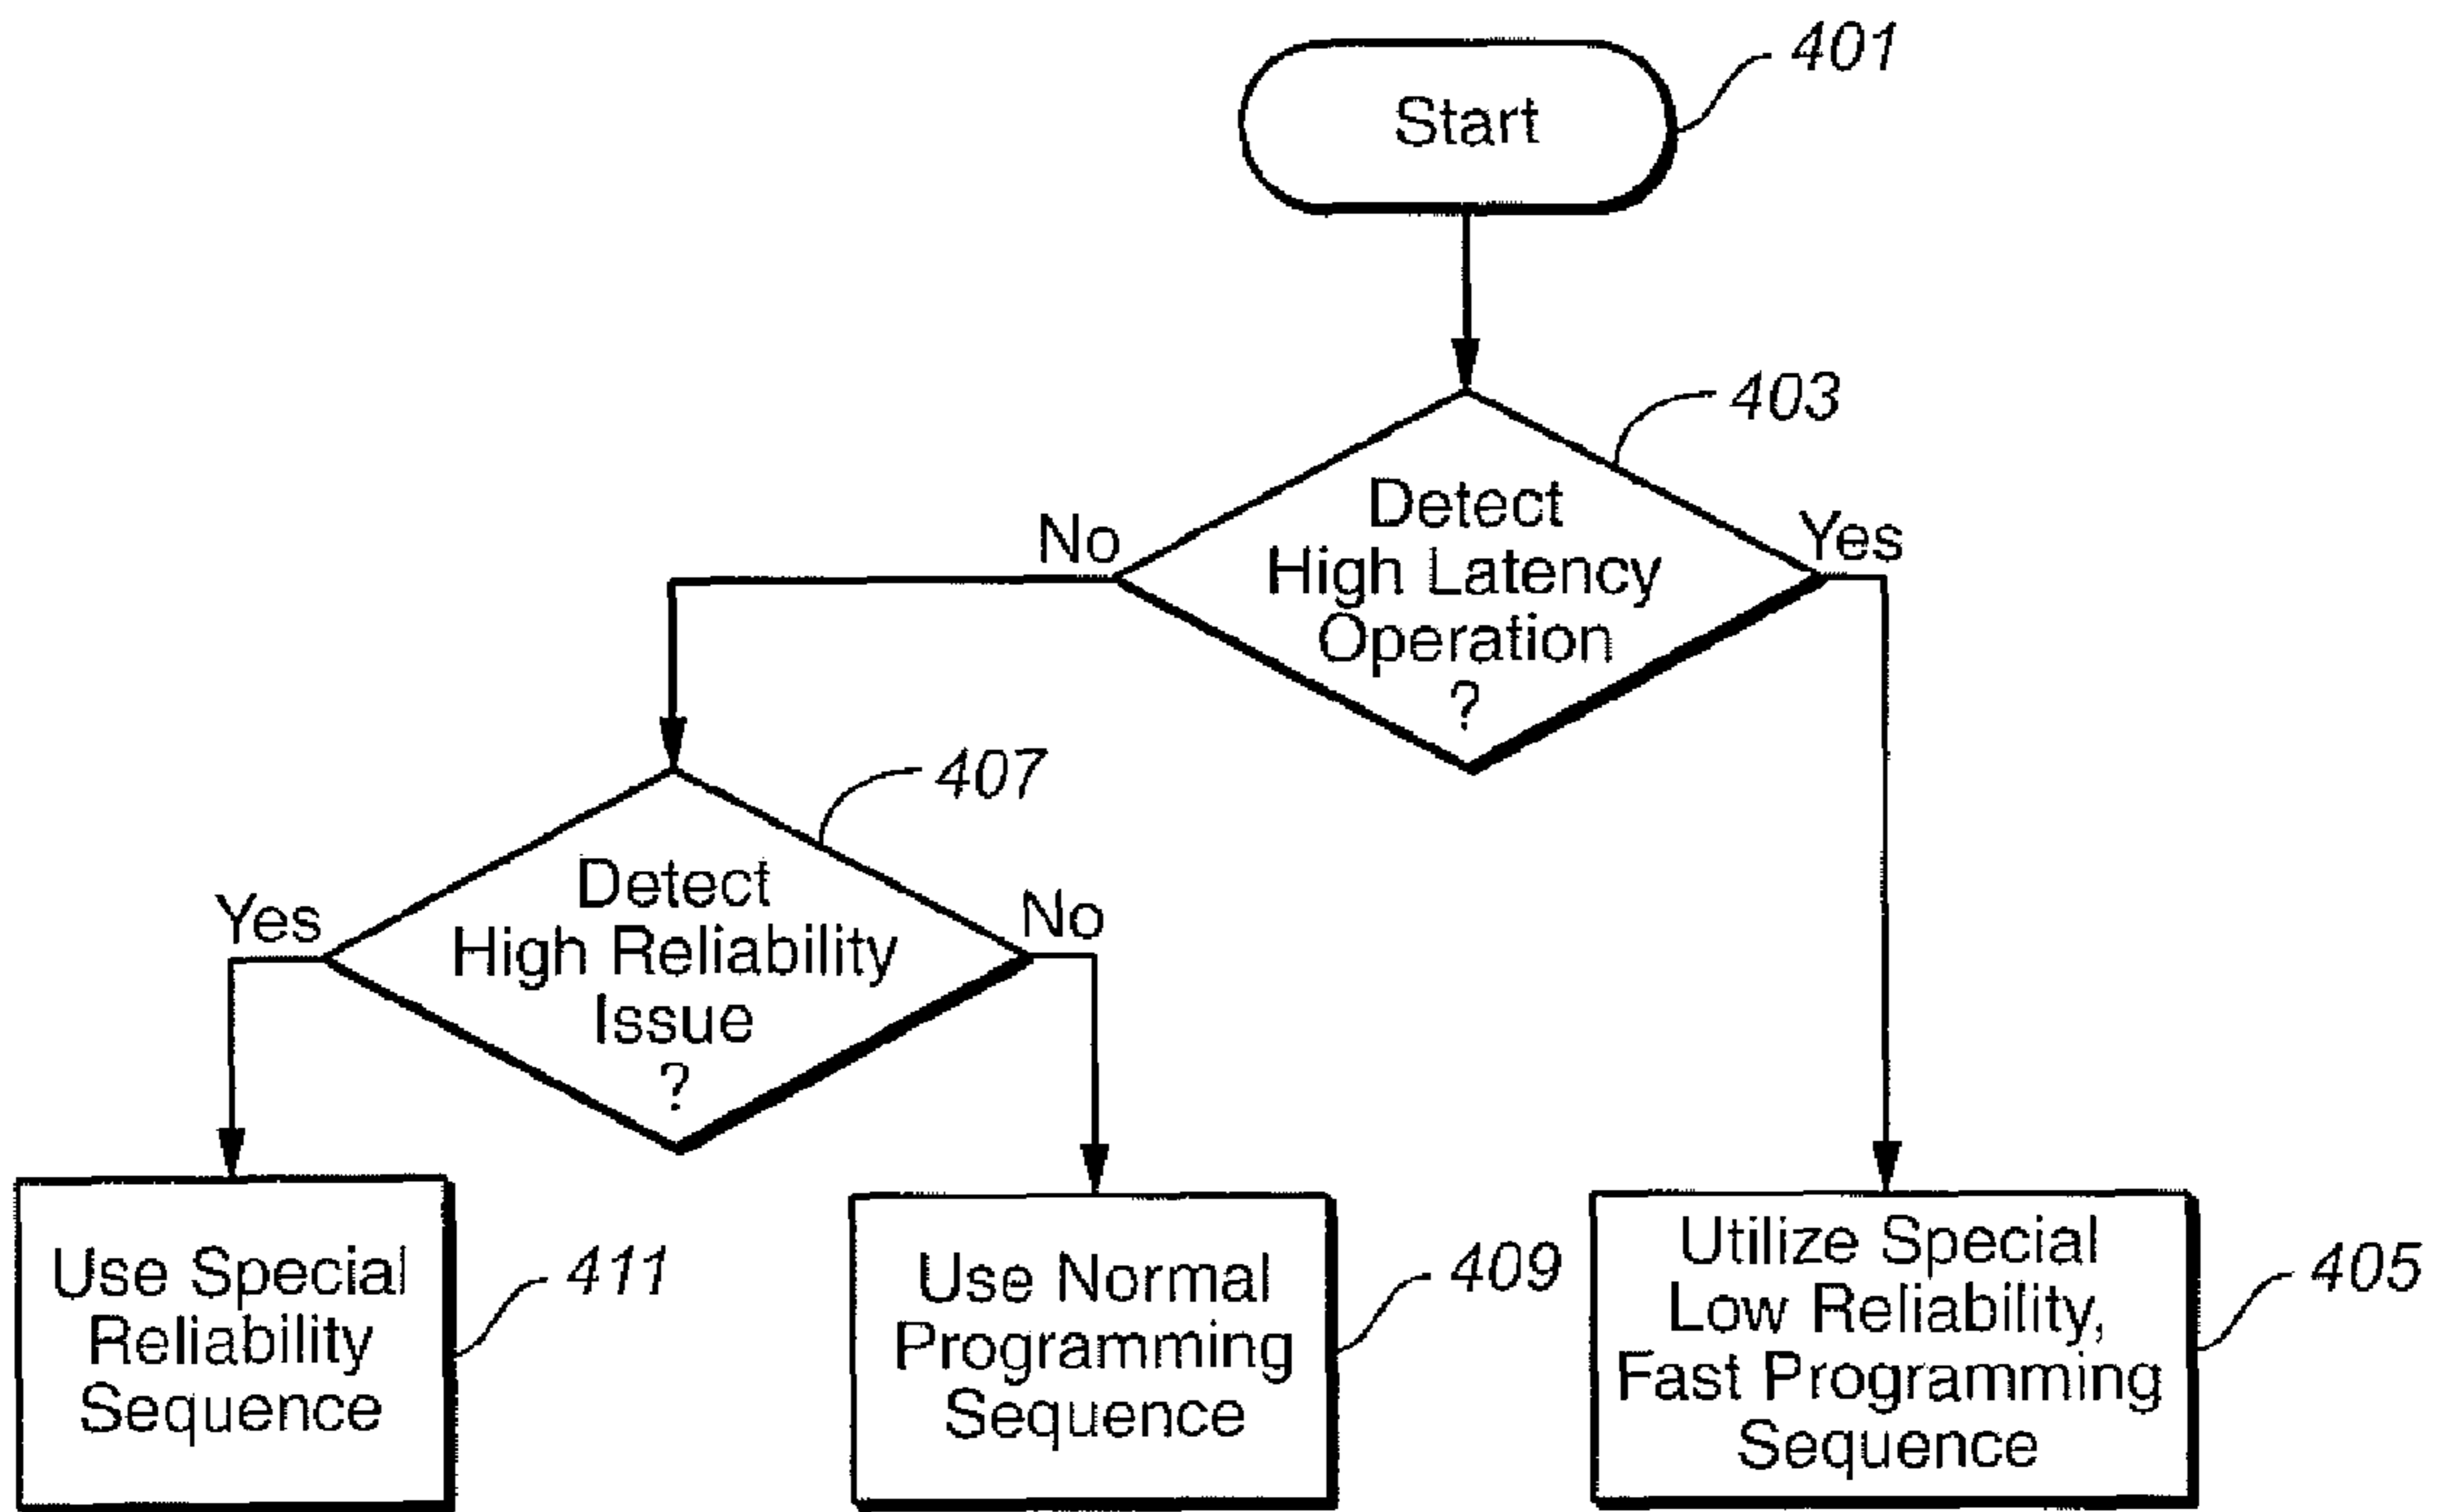 401
Start
403
Detect
High Latency
Operation
?
No
Yes
407
Detect
High Reliability
Issue
?
Yes
No
Use Special
Reliability
Sequence
411
Use Normal
Programming
Sequence
409
Utilize Special
Low Reliability,
Fast Programming
Sequence
405